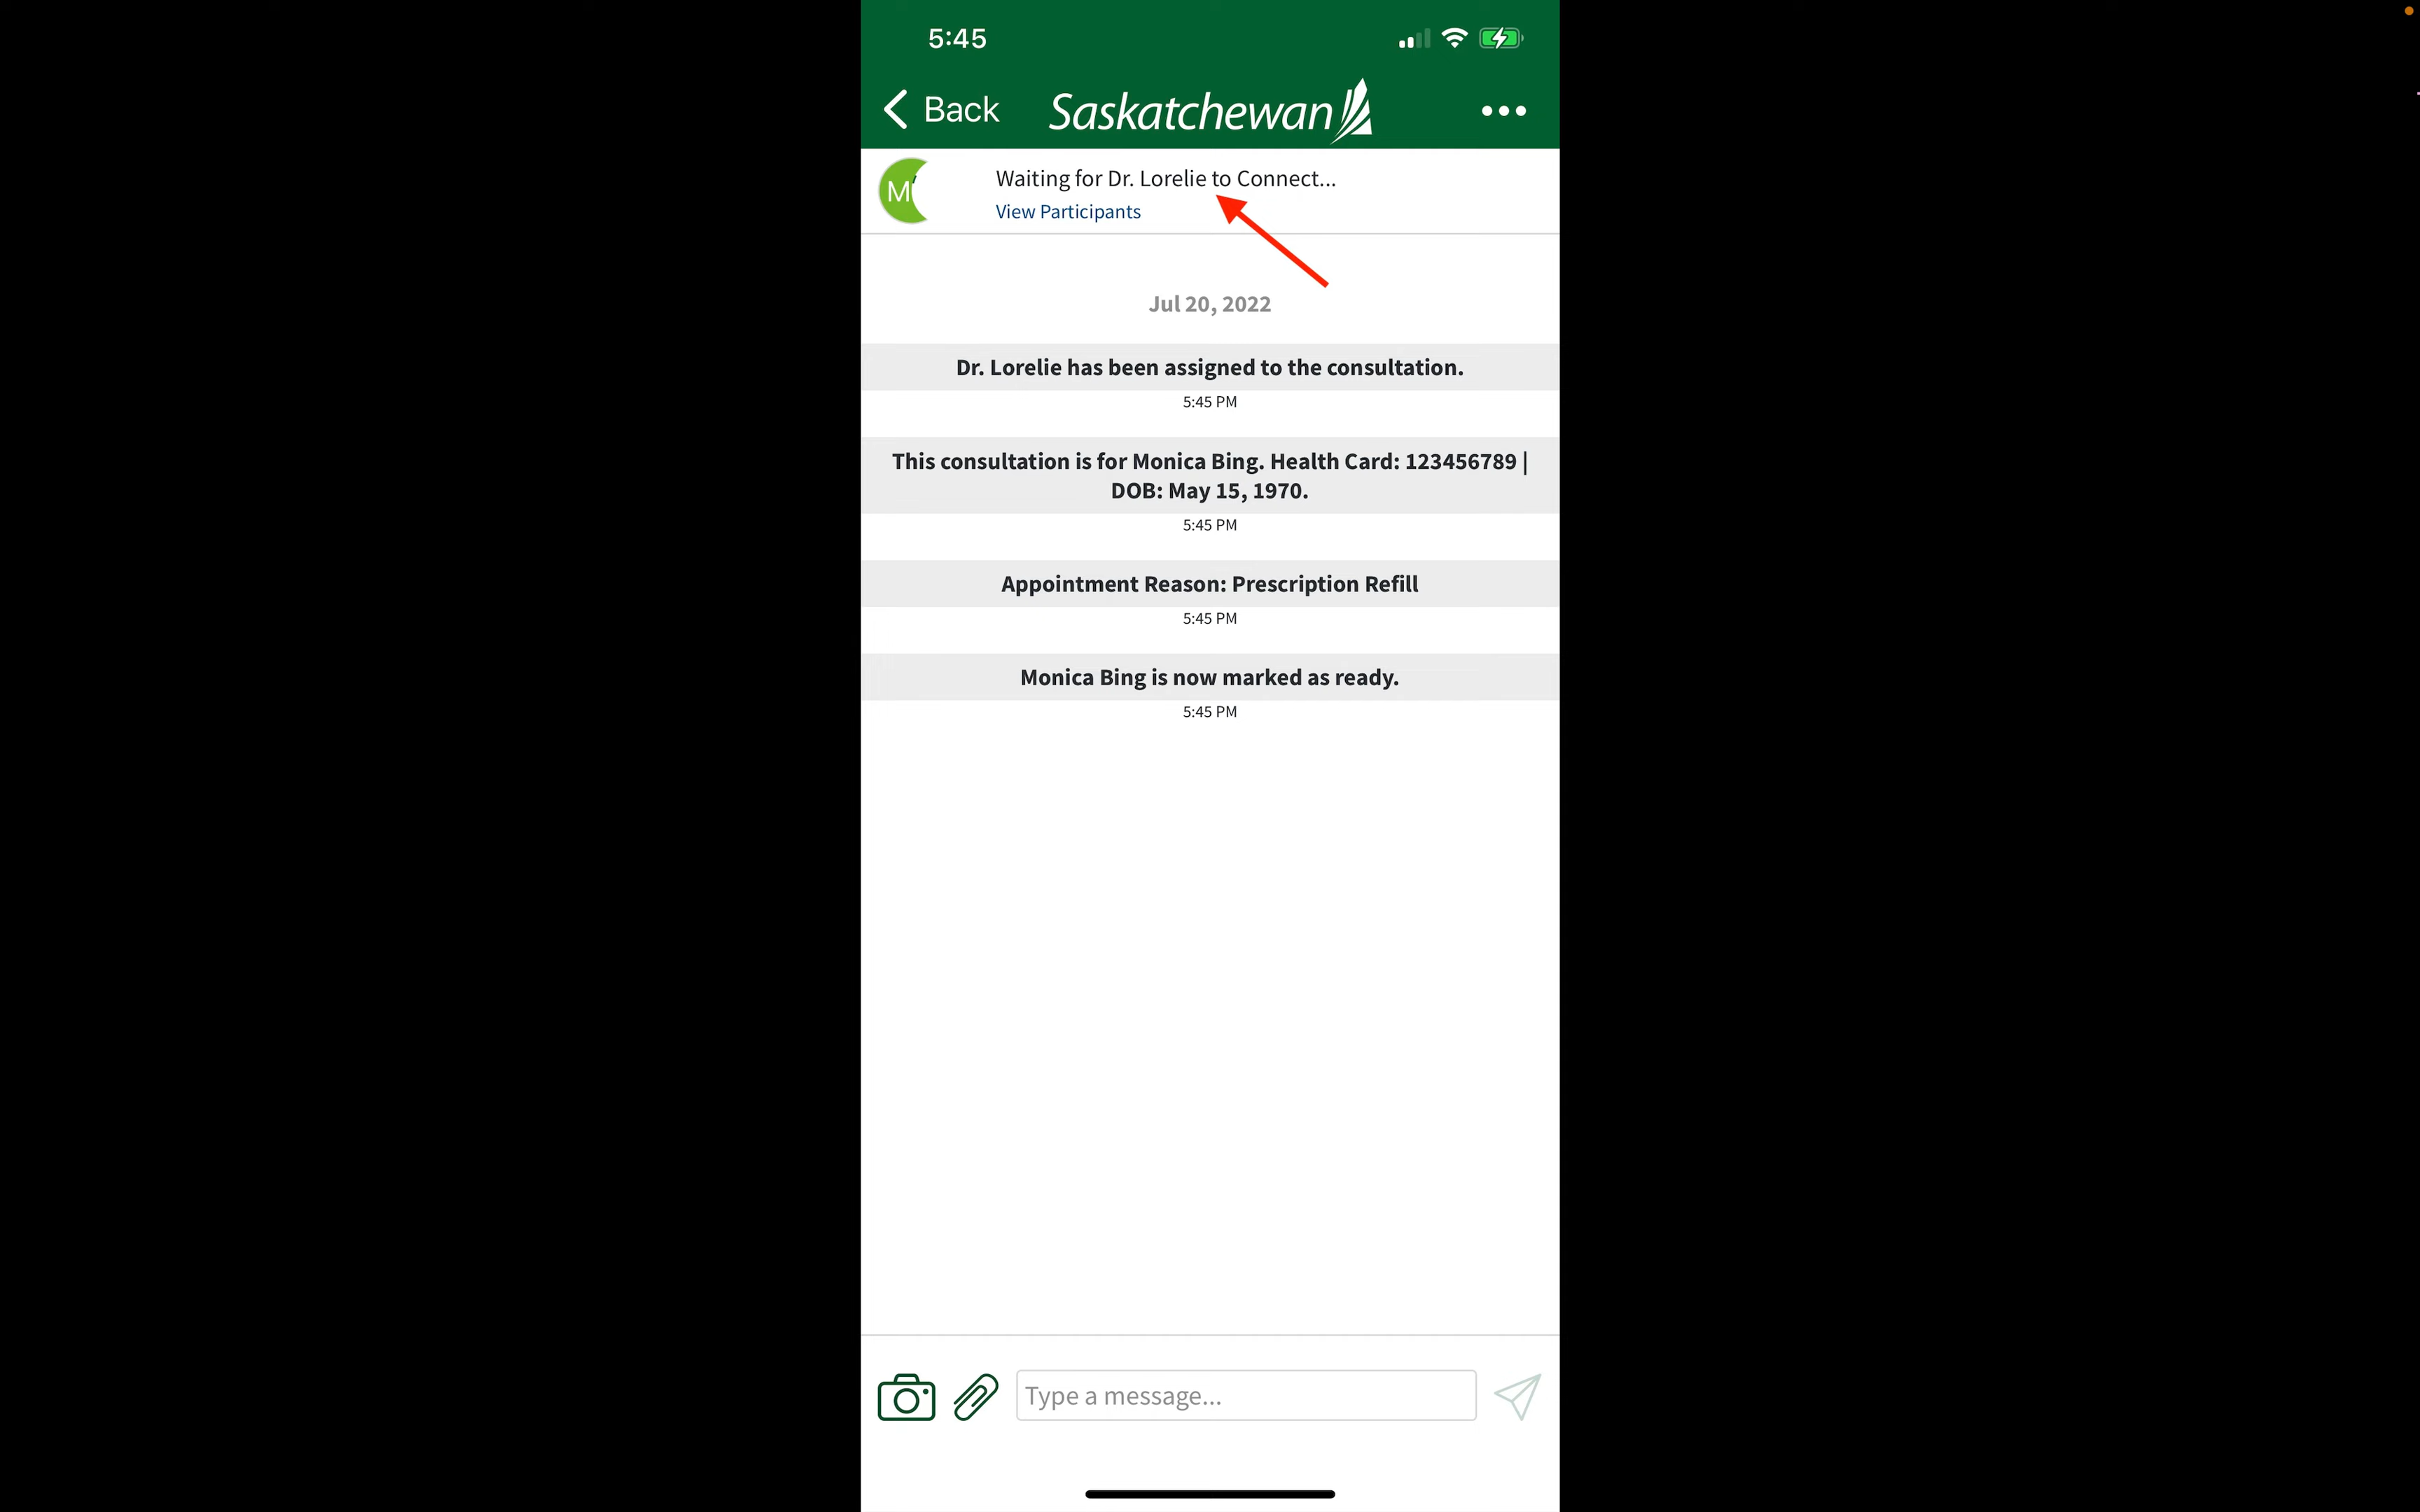 5:45
Back
Saskatchewan
M
Waiting for Dr. Lorelie to Connect...
View Participants
Jul 20, 2022
Dr. Lorelie has been assigned to the consultation.
5:45 PM
This consultation is for Monica Bing. Health Card: 123456789 |
DOB: May 15, 1970.
5:45 PM
Appointment Reason: Prescription Refill
5:45 PM
Monica Bing is now marked as ready.
5:45 PM
Type a message...